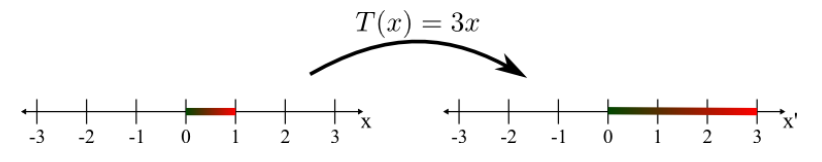 T(x) = 3x
-3 -2 -1 0 1 2 3 x
-3 -2 -1 0 1 2 3 x'